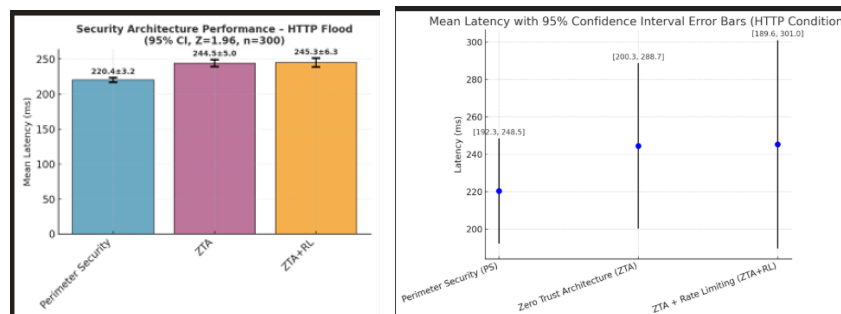 Security Architecture Performance – HTTP Flood
(95% CI, Z=1.96, n=300)
220.4±3.2
244.5±5.0
245.3±6.3
250
200
150
100
50
0
Mean Latency (ms)
Perimeter Security
ZTA
ZTA+RL
Mean Latency with 95% Confidence Interval Error Bars (HTTP Condition
[192.3, 248.5]
[200.3, 288.7]
[189.6, 301.0]
300
280
260
240
220
200
Latency (ms)
Perimeter Security (PS)
Zero Trust Architecture (ZTA)
ZTA + Rate Limiting (ZTA+RL)